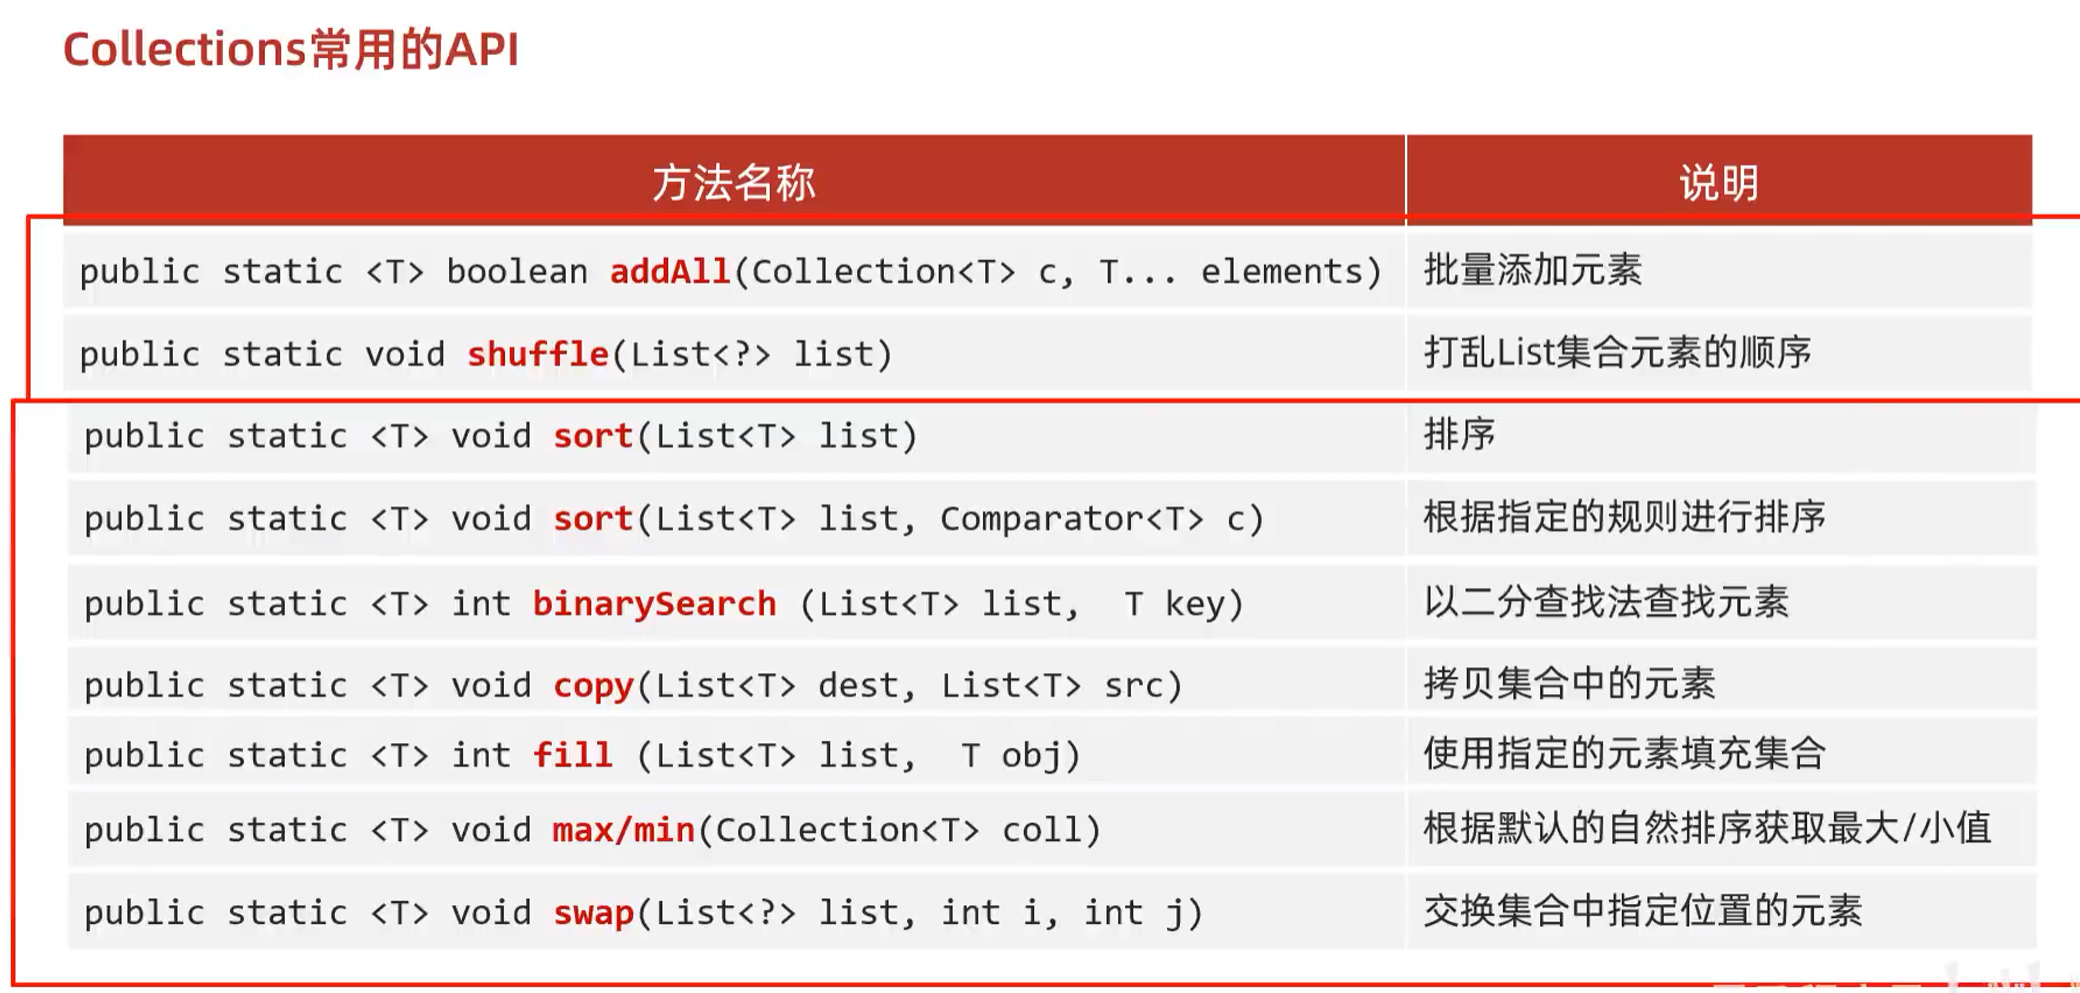 Collections常用的API
方法名称 说明
public static <T> boolean addAll(Collection<T> c, T... elements) 批量添加元素
public static void shuffle(List<?> list) 打乱List集合元素的顺序
public static <T> void sort(List<T> list) 排序
public static <T> void sort(List<T> list, Comparator<T> c) 根据指定的规则进行排序
public static <T> int binarySearch (List<T> list, T key) 以二分查找法查找元素
public static <T> void copy(List<T> dest, List<T> src) 拷贝集合中的元素
public static <T> int fill (List<T> list, T obj) 使用指定的元素填充集合
public static <T> void max/min(Collection<T> coll) 根据默认的自然排序获取最大/小值
public static <T> void swap(List<?> list, int i, int j) 交换集合中指定位置的元素